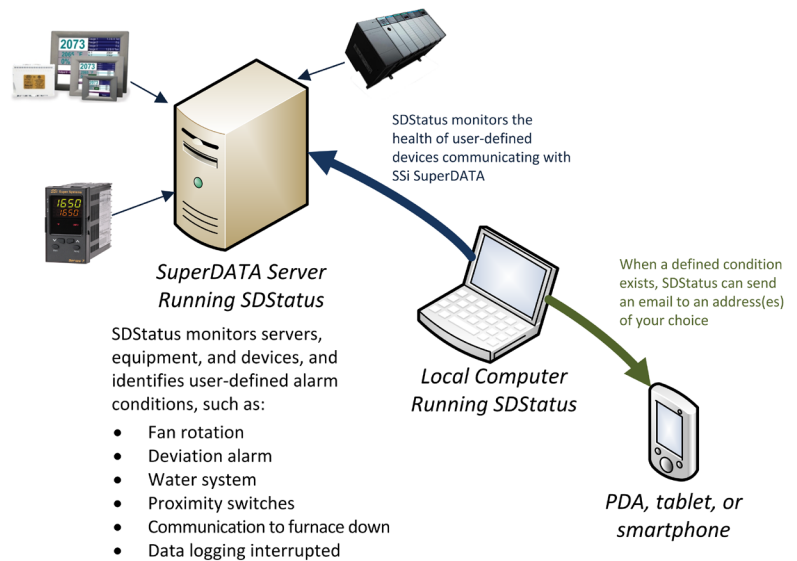 2073
2073
1650
1650
SDStatus monitors the
health of user-defined
devices communicating with
SSi SuperDATA
SuperDATA Server
Running SDStatus
When a defined condition
exists, SDStatus can send
an email to an address(es)
of your choice
SDStatus monitors servers,
equipment, and devices, and
identifies user-defined alarm
conditions, such as:
• Fan rotation
• Deviation alarm
• Water system
• Proximity switches
• Communication to furnace down
• Data logging interrupted
Local Computer
Running SDStatus
PDA, tablet, or
smartphone